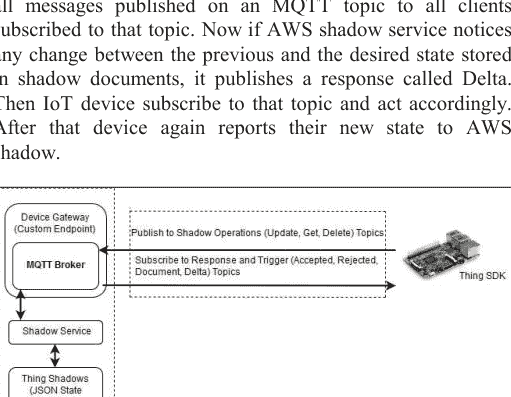 all messages published on an MQTT topic to all clients
subscribed to that topic. Now if AWS shadow service notices
any change between the previous and the desired state stored
in shadow documents, it publishes a response called Delta.
Then IoT device subscribe to that topic and act accordingly.
After that device again reports their new state to AWS
shadow.
Device Gateway
(Custom Endpoint)
MQTT Broker
Publish to Shadow Operations (Update, Get, Delete) Topics
Subscribe to Response and Trigger (Accepted, Rejected,
Document, Delta) Topics
Thing SDK
Shadow Service
Thing Shadows
(JSON State